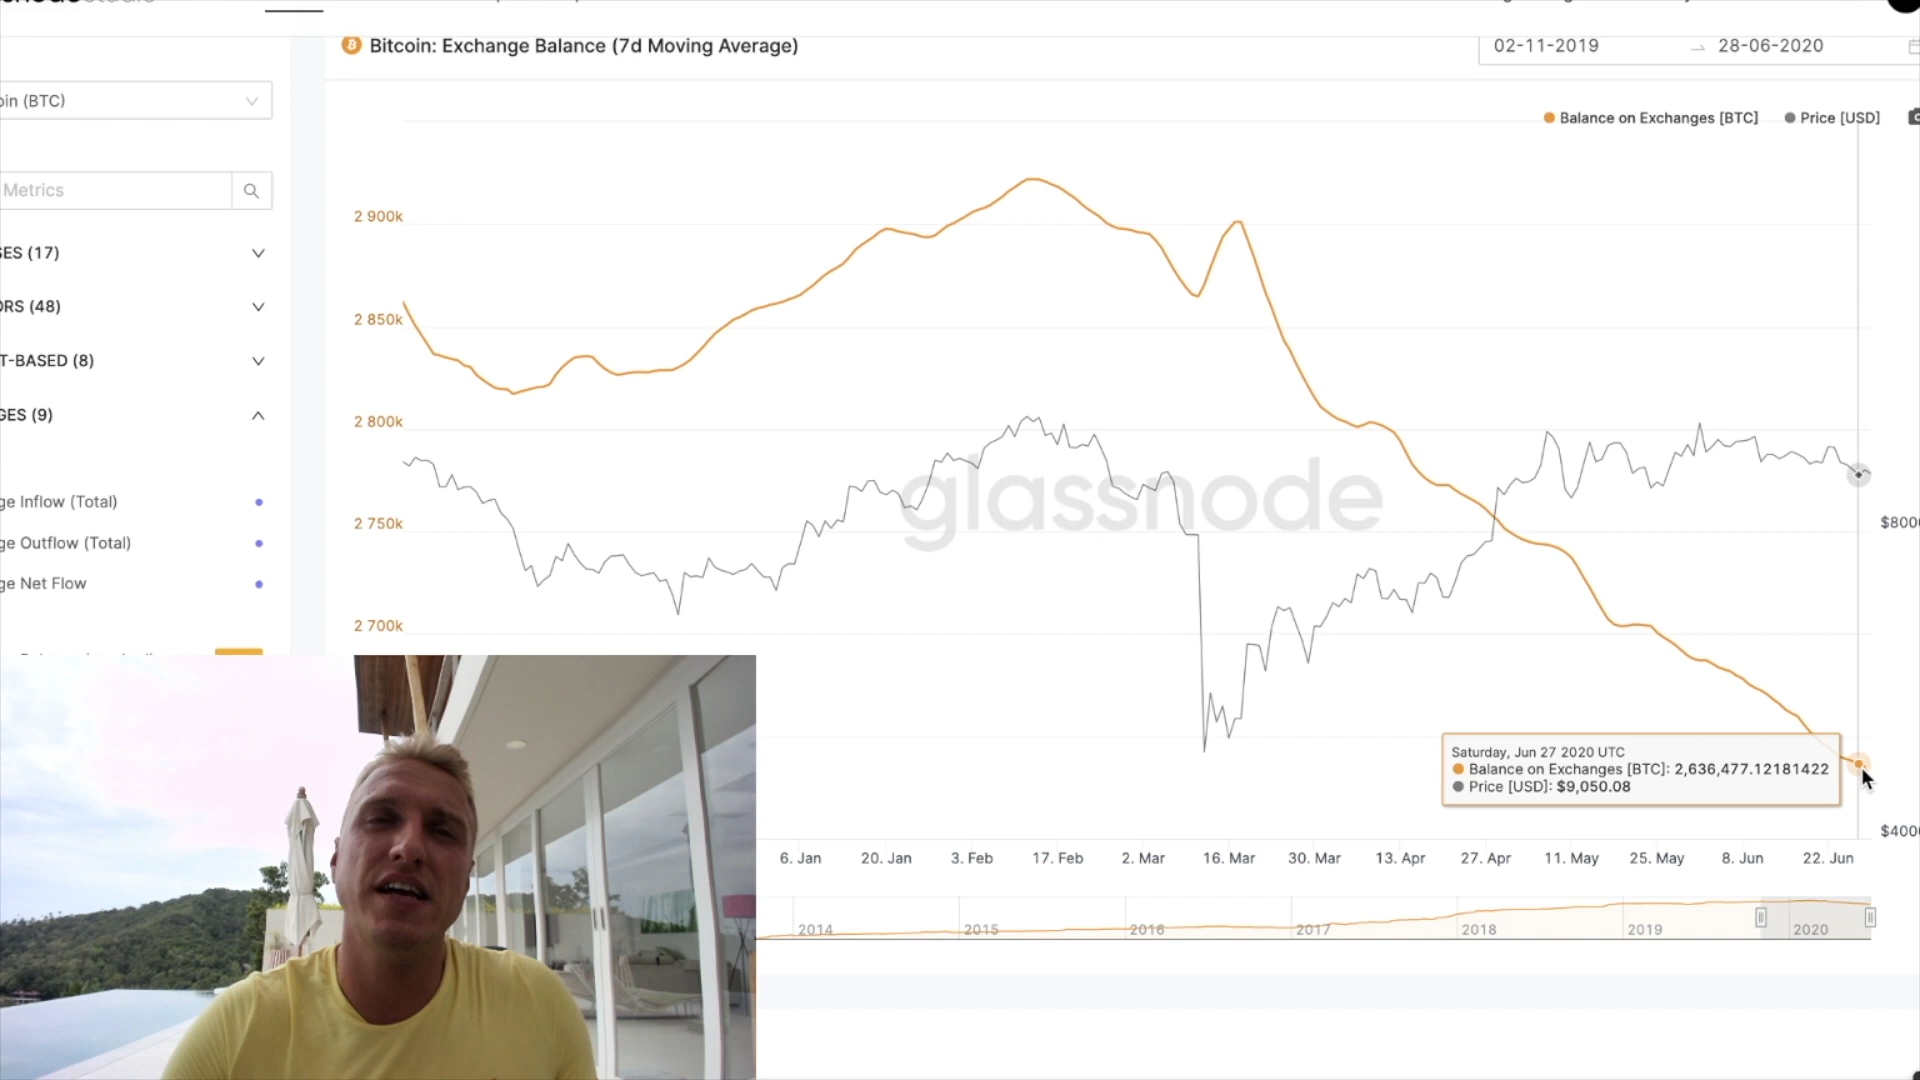 Bitcoin: Exchange Balance (7d Moving Average)
02-11-2019 → 28-06-2020
oin (BTC)
Balance on Exchanges [BTC] Price [USD]
Metrics
2 900k
SES (17)
ORS (48)
2 850k
T-BASED (8)
GES (9)
2 800k
glassnode
ge Inflow (Total)
2 750k
$8000
ge Outflow (Total)
ge Net Flow
2 700k
Saturday, Jun 27 2020 UTC
Balance on Exchanges [BTC]: 2,636,477.12181422
Price [USD]: $9,050.08
$4000
6. Jan 20. Jan 3. Feb 17. Feb 2. Mar 16. Mar 30. Mar 13. Apr 27. Apr 11. May 25. May 8. Jun 22. Jun
2014 2015 2016 2017 2018 2019 2020